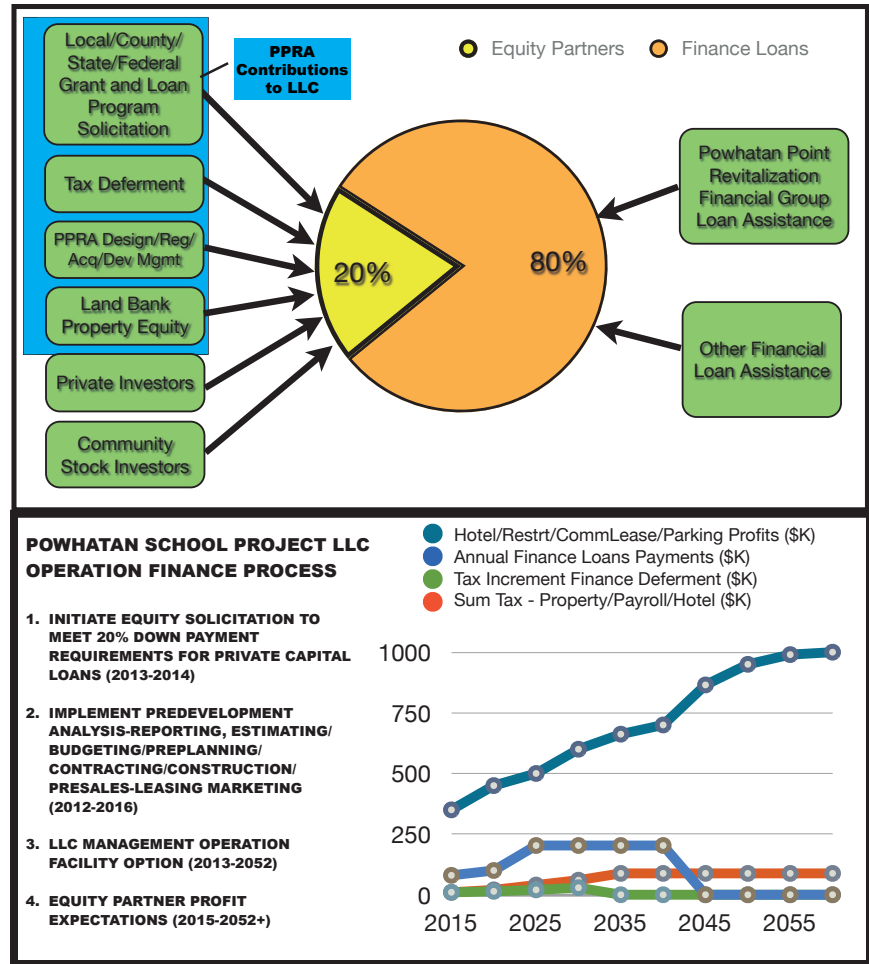 Local/County/
State/Federal
Grant and Loan
Program
Solicitation
PPRA
Contributions
to LLC
Equity Partners
Finance Loans
Tax Deferment
PPRA Design/Reg/
Acq/Dev Mgmt
Land Bank
Property Equity
Private Investors
Community
Stock Investors
20%
80%
Powhatan Point
Revitalization
Financial Group
Loan Assistance
Other Financial
Loan Assistance
POWHATAN SCHOOL PROJECT LLC
OPERATION FINANCE PROCESS
1. INITIATE EQUITY SOLICITATION TO
MEET 20% DOWN PAYMENT
REQUIREMENTS FOR PRIVATE CAPITAL
LOANS (2013-2014)
2. IMPLEMENT PREDEVELOPMENT
ANALYSIS-REPORTING, ESTIMATING/
BUDGETING/PREPLANNING/
CONTRACTING/CONSTRUCTION/
PRESALES-LEASING MARKETING
(2012-2016)
3. LLC MANAGEMENT OPERATION
FACILITY OPTION (2013-2052)
4. EQUITY PARTNER PROFIT
EXPECTATIONS (2015-2052+)
Hotel/Restrt/CommLease/Parking Profits ($K)
Annual Finance Loans Payments ($K)
Tax Increment Finance Deferment ($K)
Sum Tax - Property/Payroll/Hotel ($K)
1000
750
500
250
0
2015 2025 2035 2045 2055